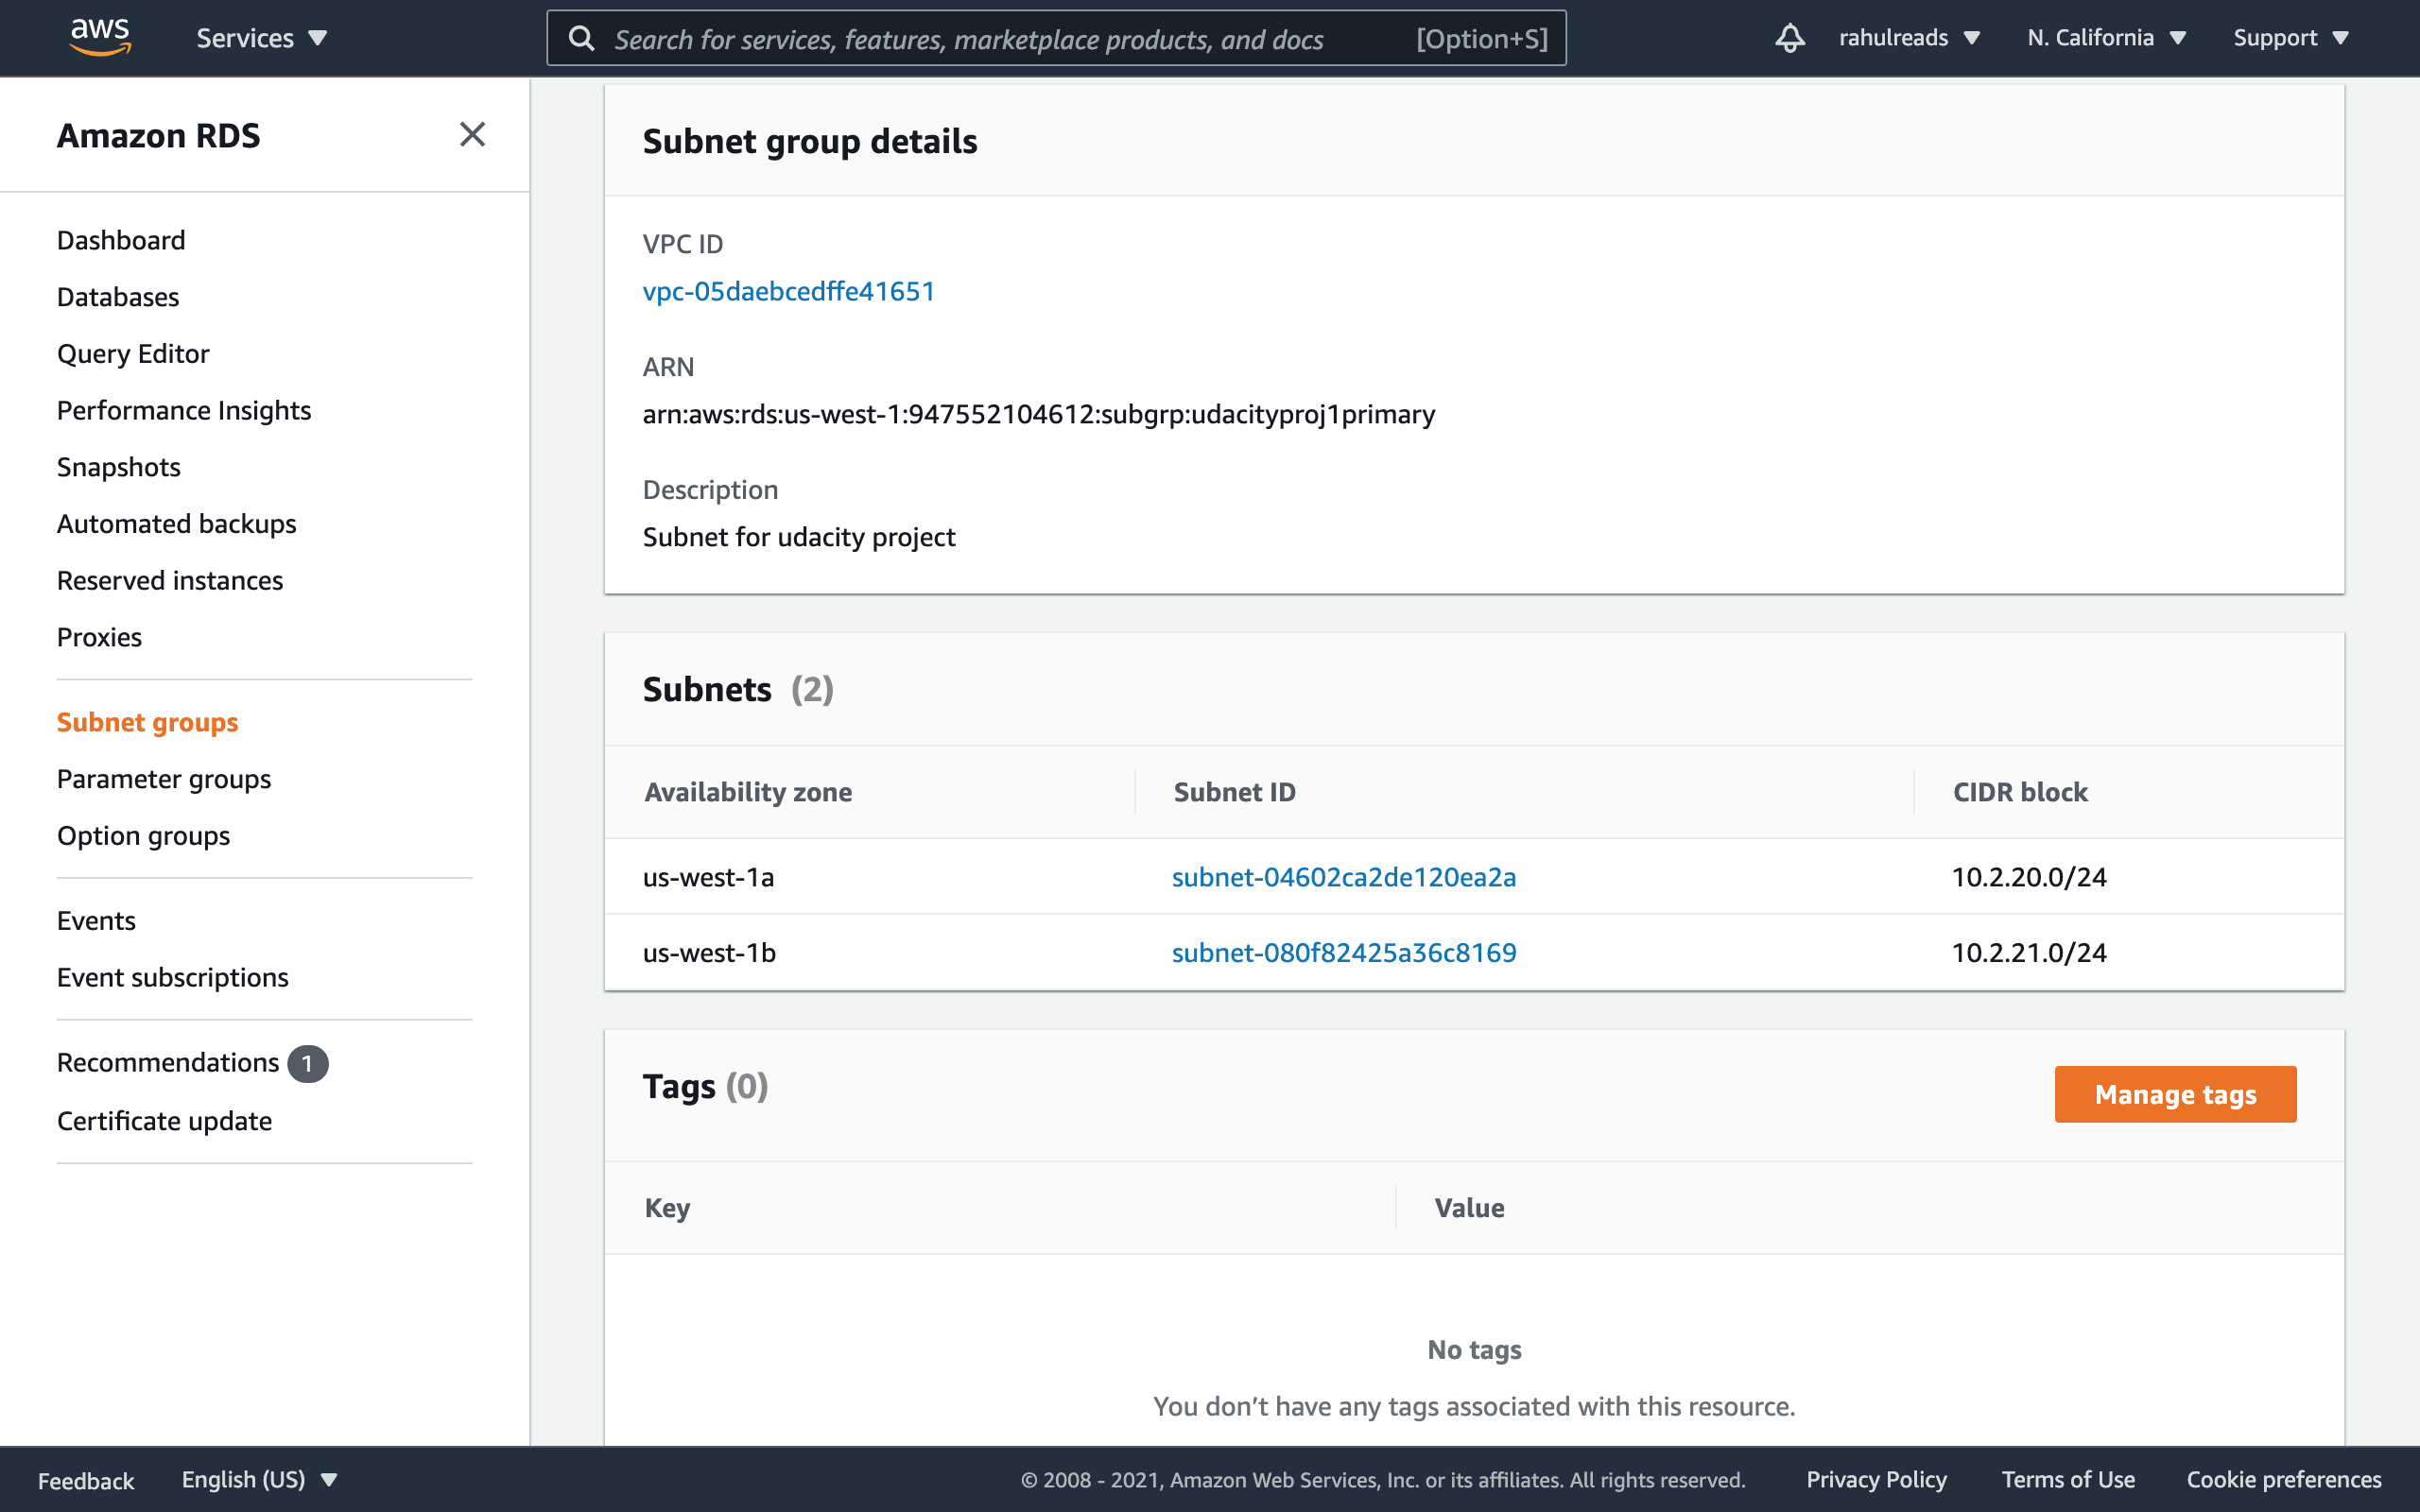 aws Services Search for services, features, marketplace products, and docs [Option+S] rahulreads N. California Support
Amazon RDS
Dashboard
Databases
Query Editor
Performance Insights
Snapshots
Automated backups
Reserved instances
Proxies
Subnet groups
Parameter groups
Option groups
Events
Event subscriptions
Recommendations 1
Certificate update
Subnet group details
VPC ID
vpc-05daebcedffe41651
ARN
arn:aws:rds:us-west-1:947552104612:subgrp:udacityproj1primary
Description
Subnet for udacity project
Subnets (2)
Availability zone Subnet ID CIDR block
us-west-1a subnet-04602ca2de120ea2a 10.2.20.0/24
us-west-1b subnet-080f82425a36c8169 10.2.21.0/24
Tags (0) Manage tags
Key Value
No tags
You don’t have any tags associated with this resource.
Feedback English (US) © 2008 - 2021, Amazon Web Services, Inc. or its affiliates. All rights reserved. Privacy Policy Terms of Use Cookie preferences